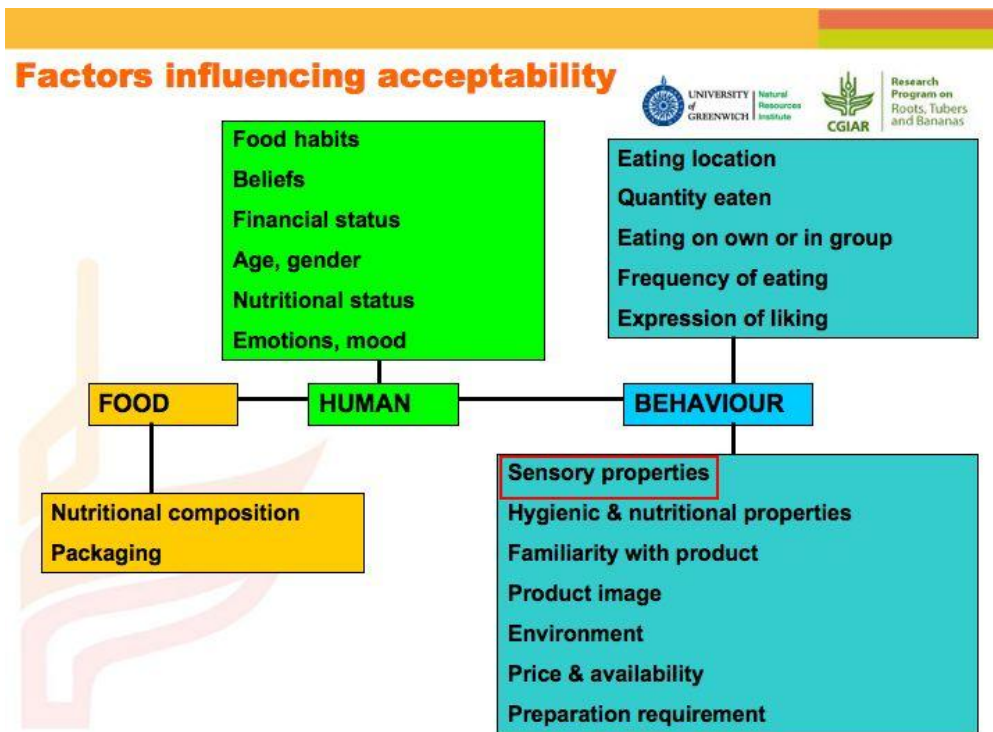 Factors influencing acceptability
UNIVERSITY
of
GREENWICH
Natural
Resources
Institute
CGIAR
Research
Program on
Roots, Tubers
and Bananas
Food habits
Beliefs
Financial status
Age, gender
Nutritional status
Emotions, mood
Eating location
Quantity eaten
Eating on own or in group
Frequency of eating
Expression of liking
FOOD
HUMAN
BEHAVIOUR
Nutritional composition
Packaging
Sensory properties
Hygienic & nutritional properties
Familiarity with product
Product image
Environment
Price & availability
Preparation requirement